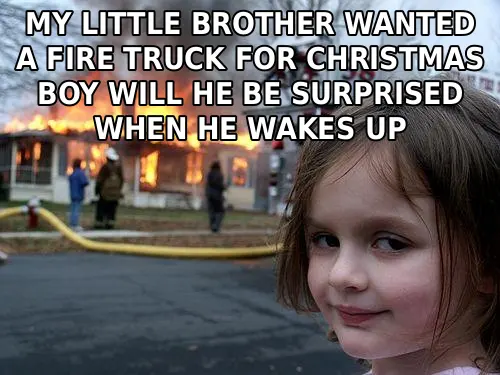 MY LITTLE BROTHER WANTED
A FIRE TRUCK FOR CHRISTMAS
BOY WILL HE BE SURPRISED
WHEN HE WAKES UP